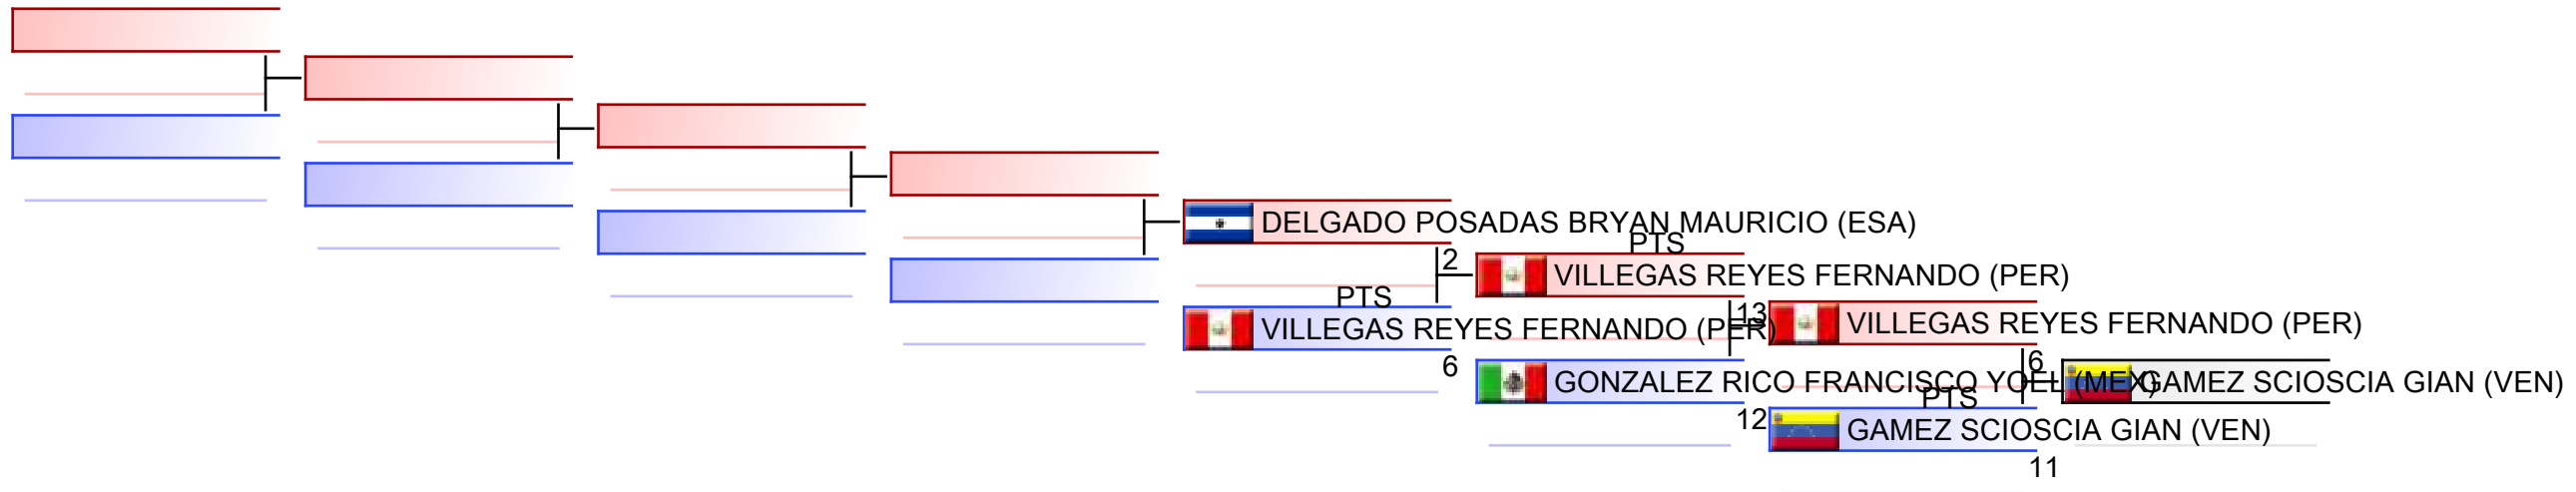 DELGADO POSADAS BRYAN MAURICIO (ESA)
PTS
2
VILLEGAS REYES FERNANDO (PER)
PTS
VILLEGAS REYES FERNANDO (PER)
13
VILLEGAS REYES FERNANDO (PER)
6
6
GONZALEZ RICO FRANCISCO YOEL (MEX)
GAMEZ SCIOSCIA GIAN (VEN)
PTS
12
GAMEZ SCIOSCIA GIAN (VEN)
11